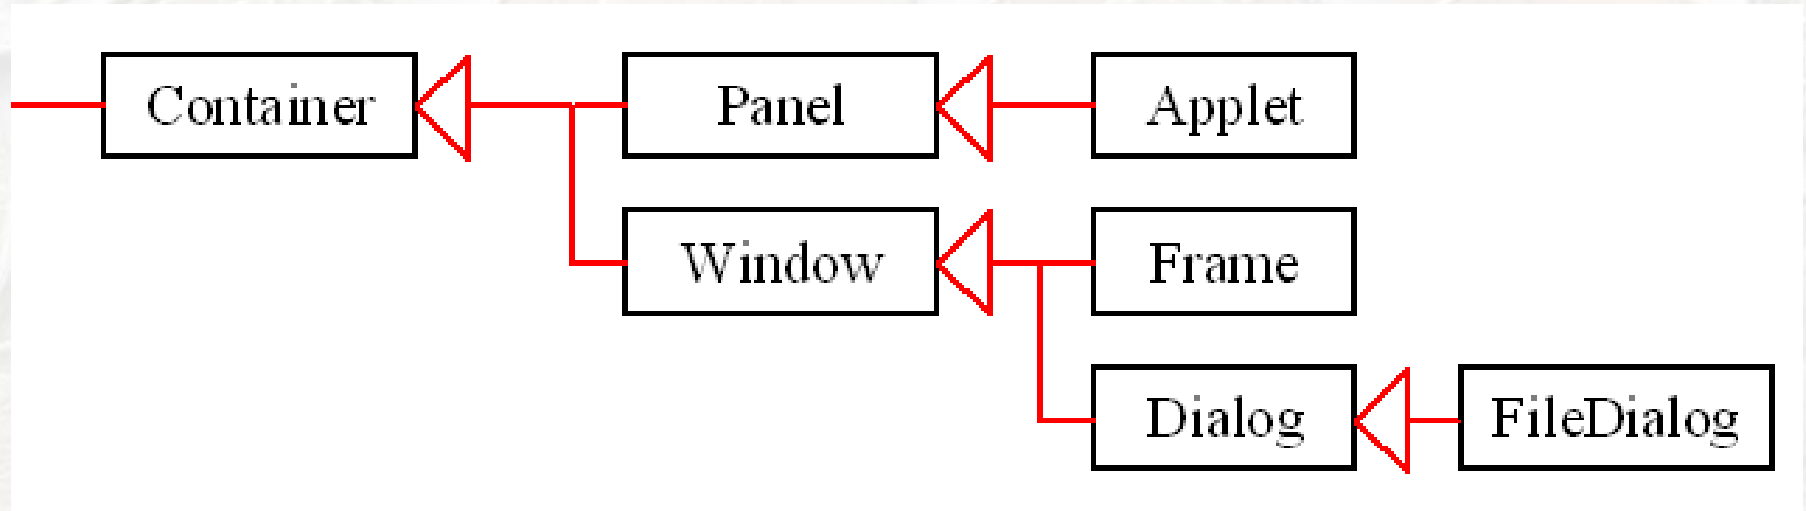 Container
Panel
Applet
Window
Frame
Dialog
FileDialog